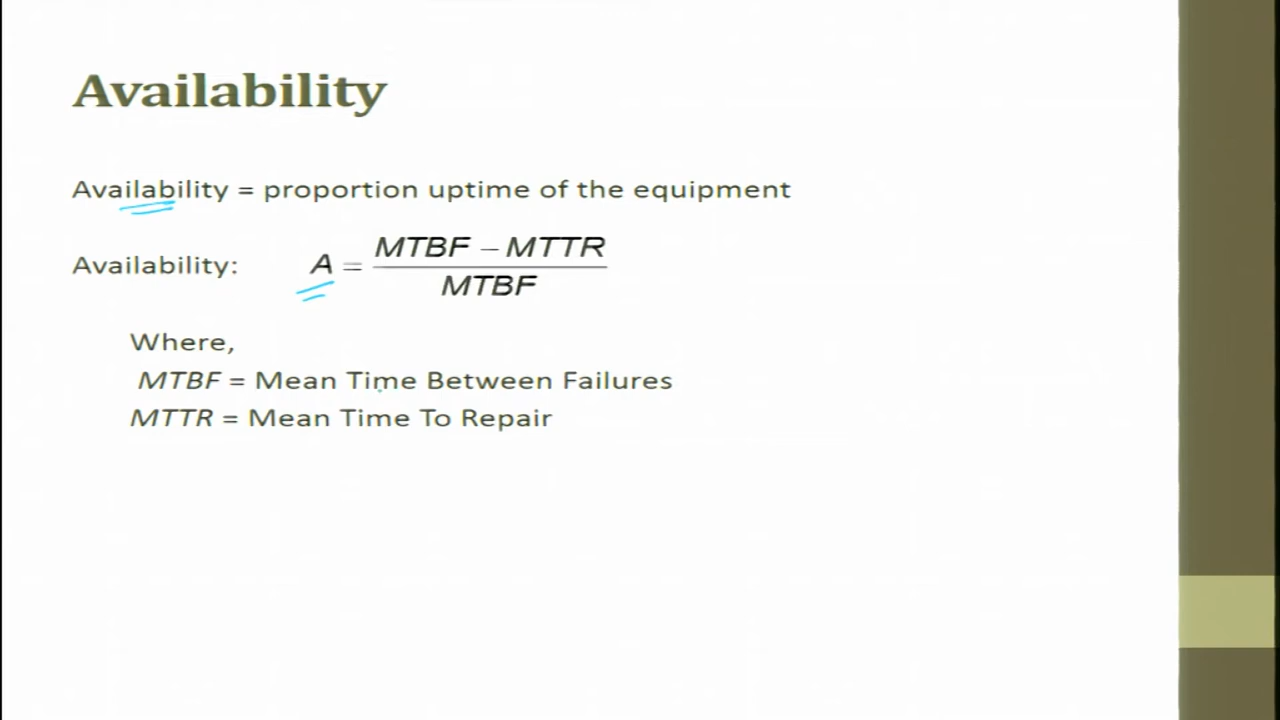 Availability
Availability = proportion uptime of the equipment
Availability: A = (MTBF – MTTR) / MTBF
Where,
MTBF = Mean Time Between Failures
MTTR = Mean Time To Repair